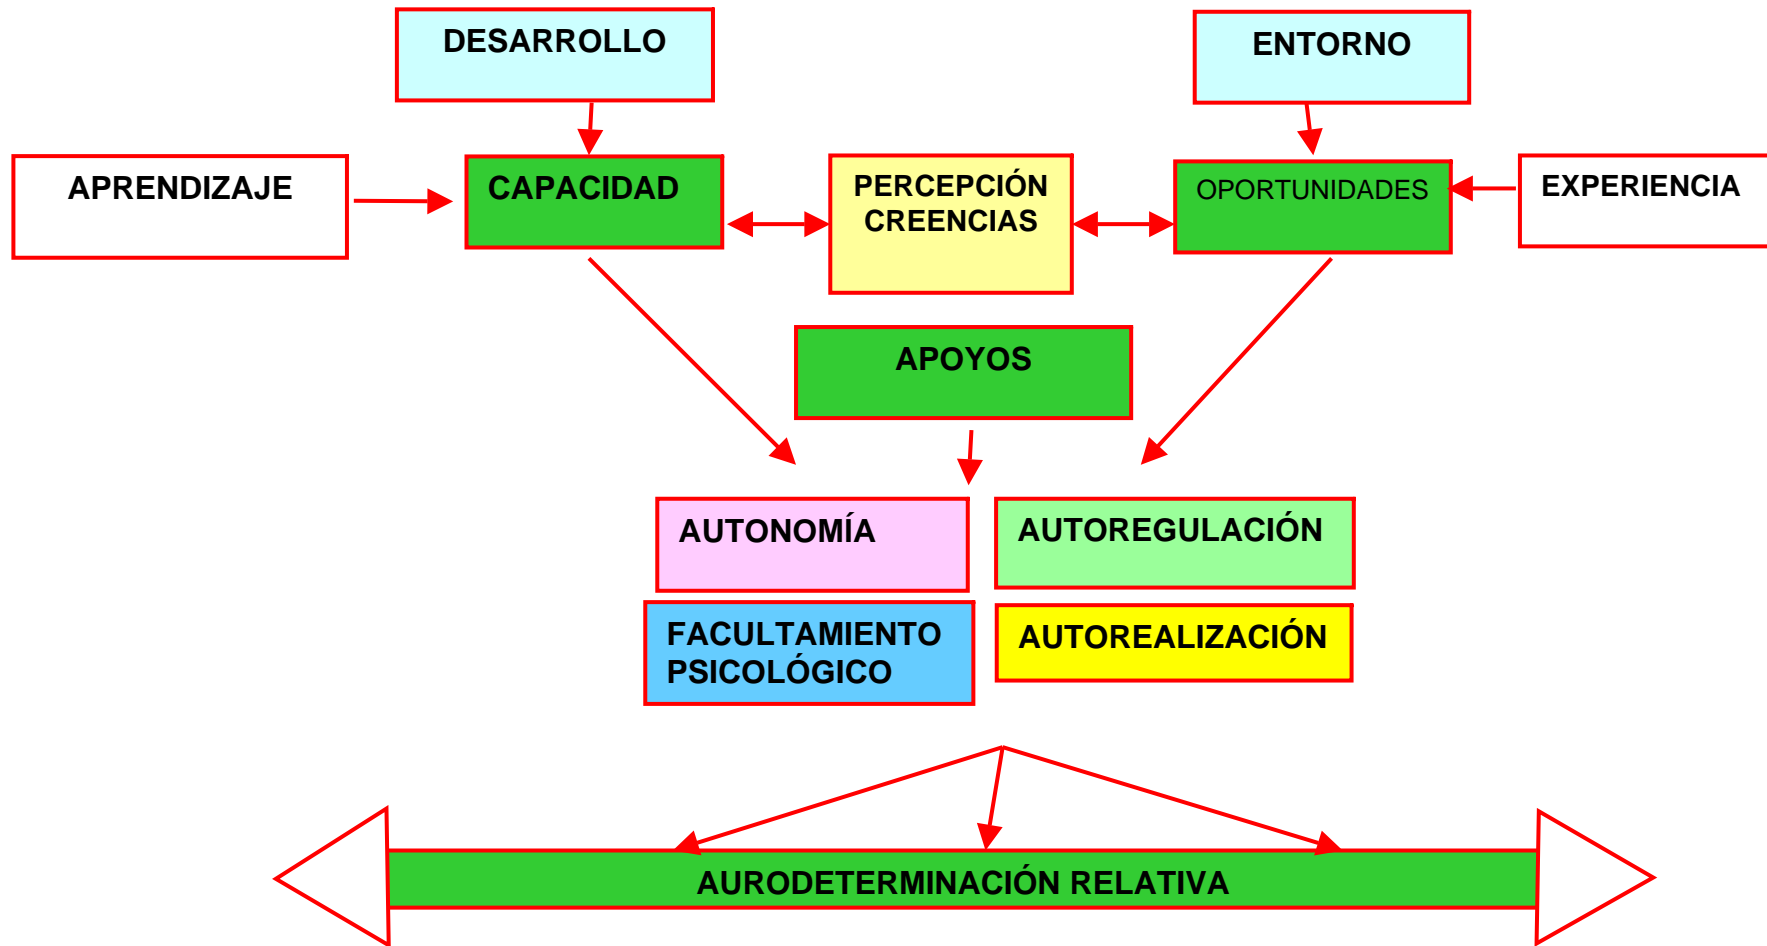 DESARROLLO
ENTORNO
APRENDIZAJE
CAPACIDAD
PERCEPCIÓN
CREENCIAS
OPORTUNIDADES
EXPERIENCIA
APOYOS
AUTONOMÍA
AUTOREGULACIÓN
FACULTAMIENTO
PSICOLÓGICO
AUTOREALIZACIÓN
AURODETERMINACIÓN RELATIVA